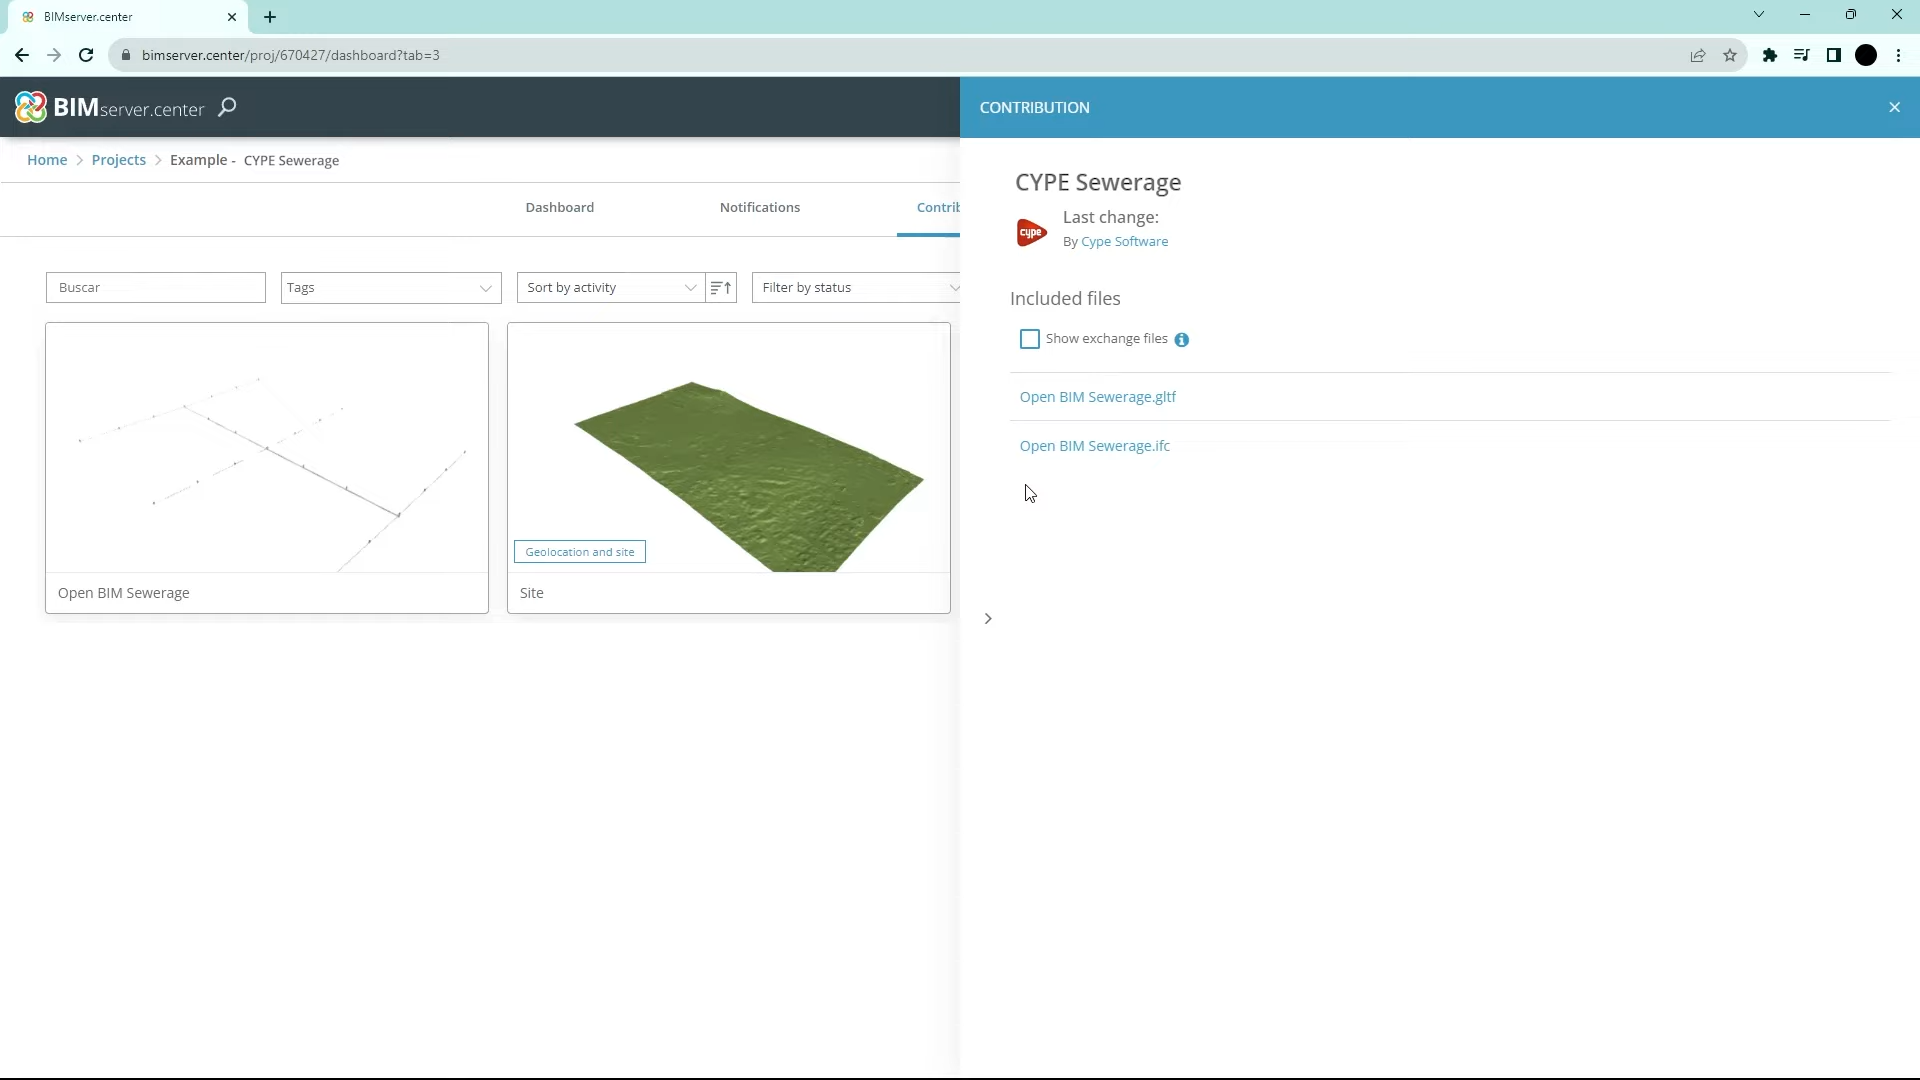 BIMserver.center
bimserver.center/proj/670427/dashboard?tab=3
BIMserver.center
CONTRIBUTION
Home > Projects > Example - CYPE Sewerage
Dashboard
Notifications
Contrib
Buscar
Tags
Sort by activity
Filter by status
Geolocation and site
Open BIM Sewerage
Site
CYPE Sewerage
cype
Last change:
By Cype Software
Included files
Show exchange files
Open BIM Sewerage.gltf
Open BIM Sewerage.ifc